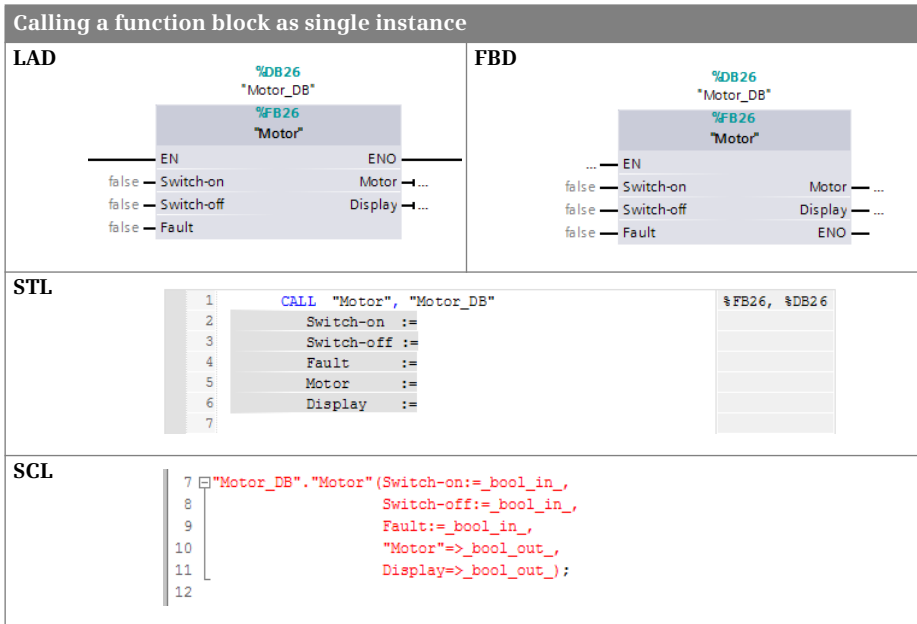 Calling a function block as single instance
LAD
%DB26
"Motor_DB"
%FB26
"Motor"
EN ENO
false Switch-on Motor ...
false Switch-off Display ...
false Fault
FBD
%DB26
"Motor_DB"
%FB26
"Motor"
... EN
false Switch-on Motor ...
false Switch-off Display ...
false Fault ENO
STL
1 CALL "Motor", "Motor_DB" %FB26, %DB26
2 Switch-on :=
3 Switch-off :=
4 Fault :=
5 Motor :=
6 Display :=
7
SCL
7 "Motor_DB"."Motor"(Switch-on:=_bool_in_,
8 Switch-off:=_bool_in_,
9 Fault:=_bool_in_,
10 "Motor"=>_bool_out_,
11 Display=>_bool_out_);
12